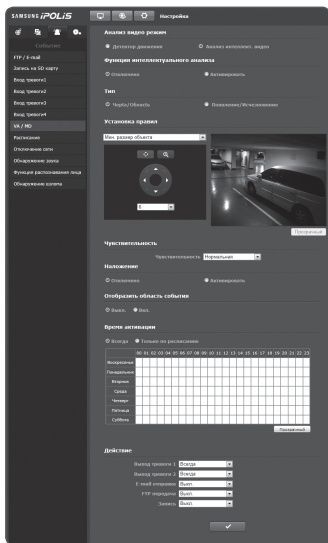 SAMSUNG iPOLiS
Настройка
События
FTP / E-mail
Запись на SD карту
Вход тревоги1
Вход тревоги2
Вход тревоги3
Вход тревоги4
VA / MD
Расписание
Отключение сети
Обнаружение звука
Функция распознавания лица
Обнаружение взлома
Анализ видео режим
Детектор движение
Анализ интеллект. видео
Функции интеллектуального анализа
Отключено
Активировать
Тип
Черта/Область
Появление/Исчезновение
Установка правил
Мин. размер объекта
5
Прозрачный
Чувствительность
Чувствительность Нормальная
Наложение
Отключено
Активировать
Отобразить область события
Выкл.
Вкл.
Время активации
Всегда
Только по расписанию
00 01 02 03 04 05 06 07 08 09 10 11 12 13 14 15 16 17 18 19 20 21 22 23
Воскресенье
Понедельник
Вторник
Среда
Четверг
Пятница
Суббота
Прозрачный
Действие
Выход тревоги 1 Всегда
Выход тревоги 2 Всегда
E-mail отправка Выкл.
FTP передача Выкл.
Запись Выкл.